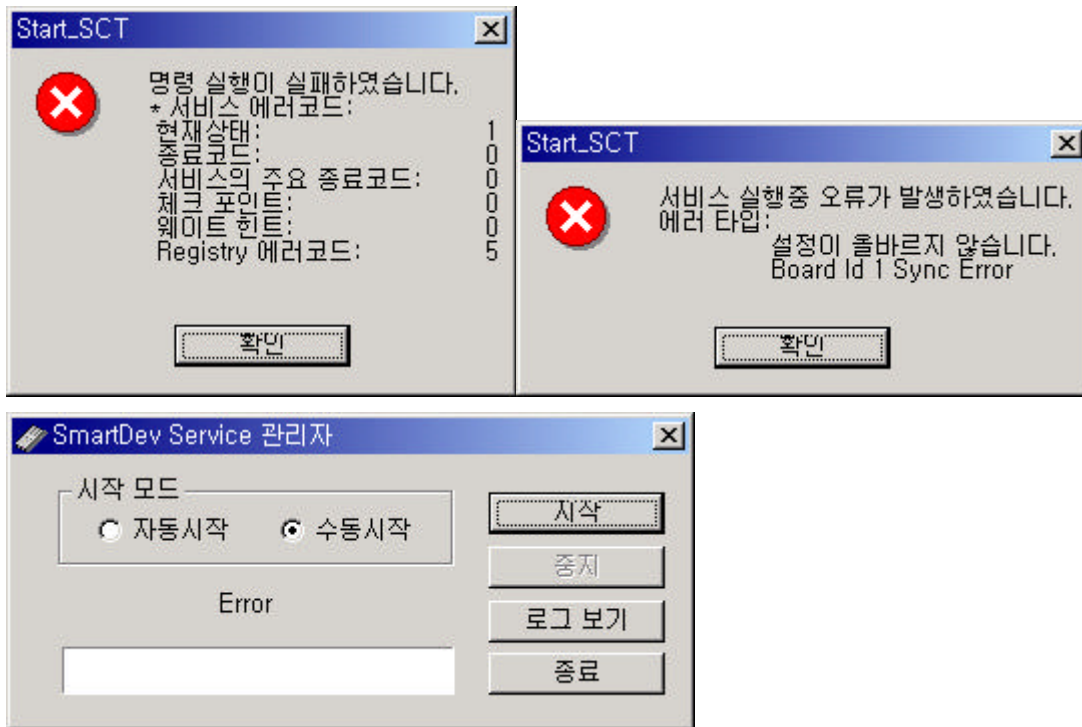 Start_SCT
명령 실행이 실패하였습니다.
* 서비스 에러코드:
현재상태: 1
종료코드: 0
서비스의 주요 종료코드: 0
체크 포인트: 0
웨이트 힌트: 0
Registry 에러코드: 5
확인
Start_SCT
서비스 실행중 오류가 발생하였습니다.
에러 타입:
설정이 올바르지 않습니다.
Board Id 1 Sync Error
확인
SmartDev Service 관리자
시작 모드
자동시작 수동시작
Error
시작
중지
로그 보기
종료